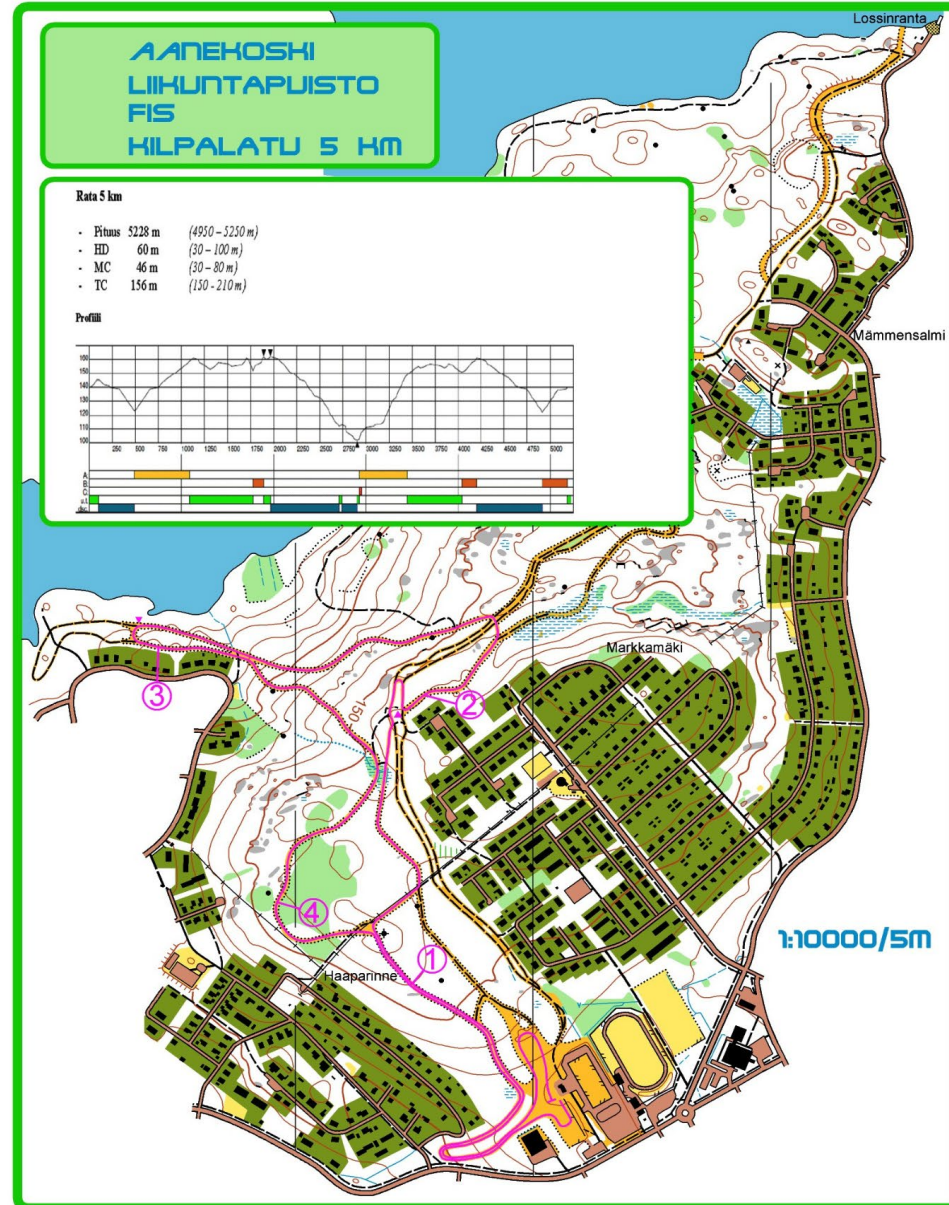 AANEKOSKI
LIIKUNTAPUISTO
FIS
KILPALATU 5 KM
Rata 5 km
- Pituus 5228 m (4950 – 5250 m)
- HD 60 m (30 – 100 m)
- MC 46 m (30 – 80 m)
- TC 156 m (150 - 210 m)
Profiili
160
150
140
130
120
110
100
250 500 750 1000 1250 1500 1750 2000 2250 2500 2750 3000 3250 3500 3750 4000 4250 4500 4750 5000
A
B
C
u.t.
dsc.
Lossinranta
Mämmensalmi
Markkamäki
3
2
150
4
1
Haaparinne
1:10000/5M